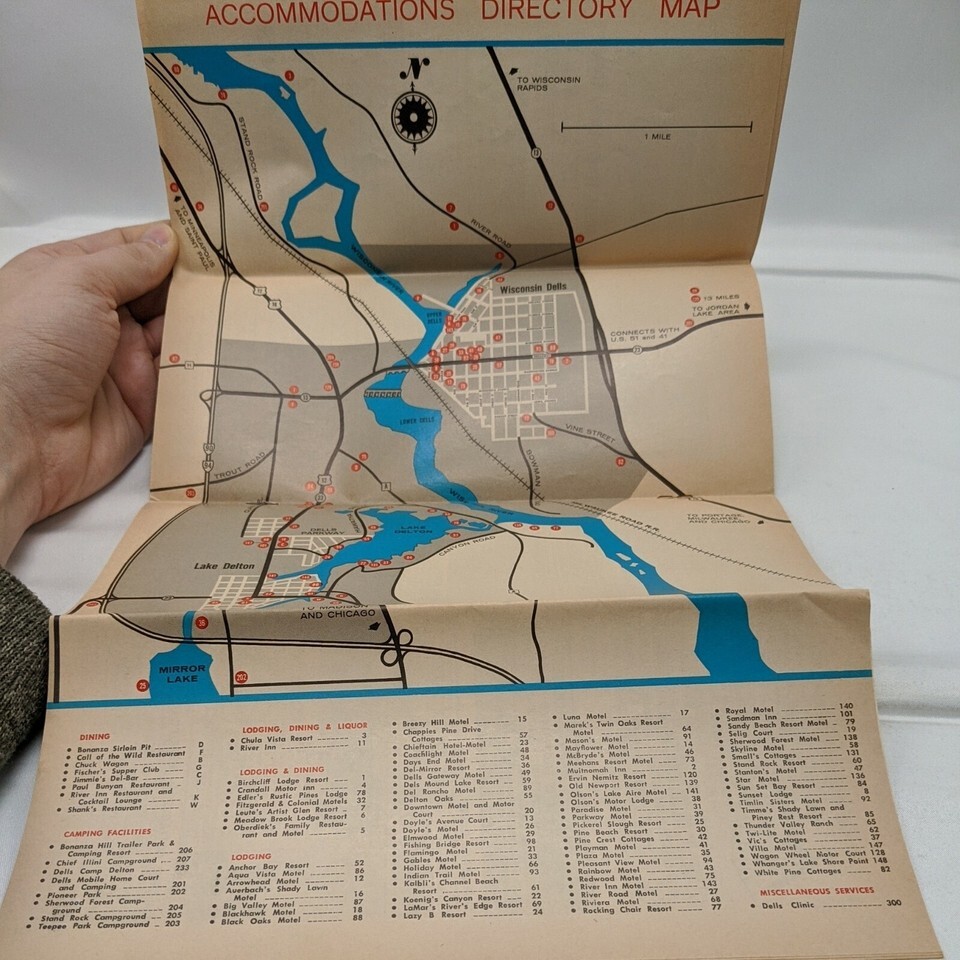 ACCOMMODATIONS DIRECTORY MAP
N
TO WISCONSIN
RAPIDS
1 MILE
STAND ROCK ROAD
13
TO MINNEAPOLIS
AND SAINT PAUL
RIVER ROAD
WISCONSIN RIVER
Wisconsin Dells
UPPER
DELLS
13 MILES
TO JORDAN
LAKE AREA
CONNECTS WITH
U.S. 51 and 41
23
LOWER DELLS
VINE STREET
BOWMAN
TROUT ROAD
DELLS
PARKWAY
LAKE
DELTON
CANYON ROAD
TO PORTAGE,
MILWAUKEE
AND CHICAGO
Lake Delton
TO MADISON
AND CHICAGO
36
MIRROR
LAKE
25
202
DINING
Bonanza Sirloin Pit D
Call of the Wild Restaurant F
Chuck Wagon B
Fischer's Supper Club G
Jimmie's Del-Bar C
Paul Bunyan Restaurant J
River Inn Restaurant and
Cocktail Lounge K
Shank's Restaurant W
CAMPING FACILITIES
Bonanza Hill Trailer Park &
Camping Resort 206
Chief Illini Campground 207
Dells Camp Delton 233
Dells Mobile Home Court
and Camping 201
Pioneer Park 202
Sherwood Forest Camp-
ground 204
Stand Rock Campground 205
Teepee Park Campground 203
LODGING, DINING & LIQUOR
Chula Vista Resort 3
River Inn 11
LODGING & DINING
Birchcliff Lodge Resort 1
Crandall Motor Inn 4
Edler's Rustic Pines Lodge 78
Fitzgerald & Colonial Motels 32
Leute's Artist Glen Resort 7
Meadow Brook Lodge Resort 6
Oberdiek's Family Restau-
rant and Motel 5
LODGING
Anchor Bay Resort 52
Aqua Vista Motel 86
Arrowhead Motel 12
Auerbach's Shady Lawn
Motel 16
Big Valley Motel 87
Blackhawk Motel 18
Black Oaks Motel 88
Breezy Hill Motel 15
Chapples Pine Drive
Cottages 57
Chieftain Hotel-Motel 23
Coachlight Motel 48
Days End Motel 34
Del-Mar Resort 36
Dells Gateway Motel 49
Dels Mound Lake Resort 59
Del Rancho Motel 89
Delton Oaks 55
Downtown Motel and Motor
Court 20
Doyle's Avenue Court 13
Doyle's Motel 26
Elmwood Motel 29
Fishing Bridge Resort 98
Flamingo Motel 21
Gables Motel 33
Holiday Motel 66
Indian Trail Motel 93
Kalbli's Channel Beach
Resort 61
Koenig's Canyon Resort 22
LaMar's River's Edge Resort 69
Lazy B Resort 24
Luna Motel 17
Marek's Twin Oaks Resort
Motel 64
Mason's Motel 91
Mayflower Motel 14
McBride's Motel 46
Meehans Resort Motel 73
Multnomah Inn 2
Ervin Nemitz Resort 120
Old Newport Resort 139
Olson's Lake Aire Motel 141
Olson's Motor Lodge 38
Paradise Motel 31
Parkway Motel 39
Pickerel Slough Resort 25
Pine Beach Resort 30
Pine Crest Cottages 42
Playman Motel 41
Plaza Motel 35
Pleasant View Motel 94
Rainbow Motel 43
Redwood Motel 75
River Inn Motel 143
River Road Motel 27
Riviera Motel 68
Rocking Chair Resort 77
Royal Motel 140
Sandman Inn 101
Sandy Beach Resort Motel 79
Selig Court 19
Sherwood Forest Motel 138
Skyline Motel 58
Small's Cottages 131
Stand Rock Resort 60
Stanton's Motel 47
Star Motel 136
Sun Set Bay Resort 84
Sunset Lodge 8
Timlin Sisters Motel 92
Timme's Shady Lawn and
Piney Rest Resort 85
Thunder Valley Ranch 65
Twi-Lite Motel 62
Vic's Cottages 37
Villa Motel 147
Wagon Wheel Motor Court 128
Whanger's Lake Shore Point 148
White Pine Cottages 82
MISCELLANEOUS SERVICES
Dells Clinic 300